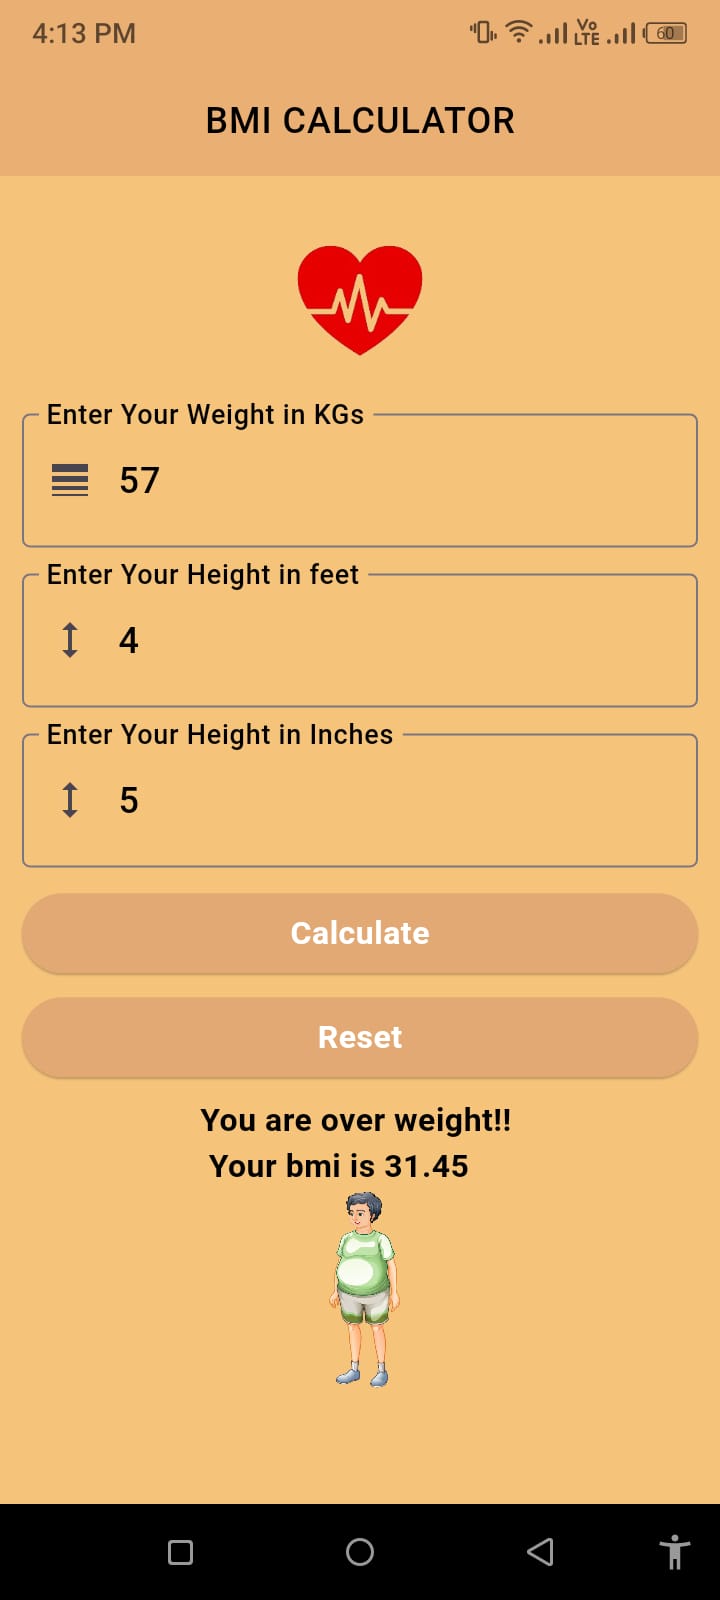 4:13 PM
Vo
LTE
60
BMI CALCULATOR
Enter Your Weight in KGs
57
Enter Your Height in feet
4
Enter Your Height in Inches
5
Calculate
Reset
You are over weight!!
Your bmi is 31.45